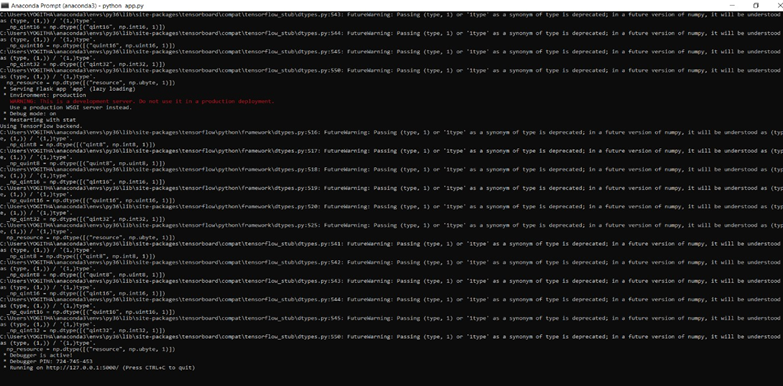 Anaconda Prompt (anaconda3) - python app.py
C:\Users\YOGITHA\anaconda3\envs\py36\lib\site-packages\tensorboard\compat\tensorflow_stub\dtypes.py:543: FutureWarning: Passing (type, 1) or '1type' as a synonym of type is deprecated; in a future version of numpy, it will be understood
as (type, (1,)) / '(1,)type'.
_np_qint16 = np.dtype([("qint16", np.int16, 1)])
C:\Users\YOGITHA\anaconda3\envs\py36\lib\site-packages\tensorboard\compat\tensorflow_stub\dtypes.py:544: FutureWarning: Passing (type, 1) or '1type' as a synonym of type is deprecated; in a future version of numpy, it will be understood
as (type, (1,)) / '(1,)type'.
_np_quint16 = np.dtype([("quint16", np.uint16, 1)])
C:\Users\YOGITHA\anaconda3\envs\py36\lib\site-packages\tensorboard\compat\tensorflow_stub\dtypes.py:545: FutureWarning: Passing (type, 1) or '1type' as a synonym of type is deprecated; in a future version of numpy, it will be understood
as (type, (1,)) / '(1,)type'.
_np_qint32 = np.dtype([("qint32", np.int32, 1)])
C:\Users\YOGITHA\anaconda3\envs\py36\lib\site-packages\tensorboard\compat\tensorflow_stub\dtypes.py:550: FutureWarning: Passing (type, 1) or '1type' as a synonym of type is deprecated; in a future version of numpy, it will be understood
as (type, (1,)) / '(1,)type'.
np_resource = np.dtype([("resource", np.ubyte, 1)])
* Serving Flask app 'app' (lazy loading)
* Environment: production
WARNING: This is a development server. Do not use it in a production deployment.
Use a production WSGI server instead.
* Debug mode: on
* Restarting with stat
Using TensorFlow backend.
C:\Users\YOGITHA\anaconda3\envs\py36\lib\site-packages\tensorflow\python\framework\dtypes.py:516: FutureWarning: Passing (type, 1) or '1type' as a synonym of type is deprecated; in a future version of numpy, it will be understood as (typ
e, (1,)) / '(1,)type'.
_np_qint8 = np.dtype([("qint8", np.int8, 1)])
C:\Users\YOGITHA\anaconda3\envs\py36\lib\site-packages\tensorflow\python\framework\dtypes.py:517: FutureWarning: Passing (type, 1) or '1type' as a synonym of type is deprecated; in a future version of numpy, it will be understood as (typ
e, (1,)) / '(1,)type'.
_np_quint8 = np.dtype([("quint8", np.uint8, 1)])
C:\Users\YOGITHA\anaconda3\envs\py36\lib\site-packages\tensorflow\python\framework\dtypes.py:518: FutureWarning: Passing (type, 1) or '1type' as a synonym of type is deprecated; in a future version of numpy, it will be understood as (typ
e, (1,)) / '(1,)type'.
_np_qint16 = np.dtype([("qint16", np.int16, 1)])
C:\Users\YOGITHA\anaconda3\envs\py36\lib\site-packages\tensorflow\python\framework\dtypes.py:519: FutureWarning: Passing (type, 1) or '1type' as a synonym of type is deprecated; in a future version of numpy, it will be understood as (typ
e, (1,)) / '(1,)type'.
_np_quint16 = np.dtype([("quint16", np.uint16, 1)])
C:\Users\YOGITHA\anaconda3\envs\py36\lib\site-packages\tensorflow\python\framework\dtypes.py:520: FutureWarning: Passing (type, 1) or '1type' as a synonym of type is deprecated; in a future version of numpy, it will be understood as (typ
e, (1,)) / '(1,)type'.
_np_qint32 = np.dtype([("qint32", np.int32, 1)])
C:\Users\YOGITHA\anaconda3\envs\py36\lib\site-packages\tensorflow\python\framework\dtypes.py:525: FutureWarning: Passing (type, 1) or '1type' as a synonym of type is deprecated; in a future version of numpy, it will be understood as (typ
e, (1,)) / '(1,)type'.
np_resource = np.dtype([("resource", np.ubyte, 1)])
C:\Users\YOGITHA\anaconda3\envs\py36\lib\site-packages\tensorboard\compat\tensorflow_stub\dtypes.py:541: FutureWarning: Passing (type, 1) or '1type' as a synonym of type is deprecated; in a future version of numpy, it will be understood
as (type, (1,)) / '(1,)type'.
_np_qint8 = np.dtype([("qint8", np.int8, 1)])
C:\Users\YOGITHA\anaconda3\envs\py36\lib\site-packages\tensorboard\compat\tensorflow_stub\dtypes.py:542: FutureWarning: Passing (type, 1) or '1type' as a synonym of type is deprecated; in a future version of numpy, it will be understood
as (type, (1,)) / '(1,)type'.
_np_quint8 = np.dtype([("quint8", np.uint8, 1)])
C:\Users\YOGITHA\anaconda3\envs\py36\lib\site-packages\tensorboard\compat\tensorflow_stub\dtypes.py:543: FutureWarning: Passing (type, 1) or '1type' as a synonym of type is deprecated; in a future version of numpy, it will be understood
as (type, (1,)) / '(1,)type'.
_np_qint16 = np.dtype([("qint16", np.int16, 1)])
C:\Users\YOGITHA\anaconda3\envs\py36\lib\site-packages\tensorboard\compat\tensorflow_stub\dtypes.py:544: FutureWarning: Passing (type, 1) or '1type' as a synonym of type is deprecated; in a future version of numpy, it will be understood
as (type, (1,)) / '(1,)type'.
_np_quint16 = np.dtype([("quint16", np.uint16, 1)])
C:\Users\YOGITHA\anaconda3\envs\py36\lib\site-packages\tensorboard\compat\tensorflow_stub\dtypes.py:545: FutureWarning: Passing (type, 1) or '1type' as a synonym of type is deprecated; in a future version of numpy, it will be understood
as (type, (1,)) / '(1,)type'.
_np_qint32 = np.dtype([("qint32", np.int32, 1)])
C:\Users\YOGITHA\anaconda3\envs\py36\lib\site-packages\tensorboard\compat\tensorflow_stub\dtypes.py:550: FutureWarning: Passing (type, 1) or '1type' as a synonym of type is deprecated; in a future version of numpy, it will be understood
as (type, (1,)) / '(1,)type'.
np_resource = np.dtype([("resource", np.ubyte, 1)])
* Debugger is active!
* Debugger PIN: 724-745-453
* Running on http://127.0.0.1:5000/ (Press CTRL+C to quit)